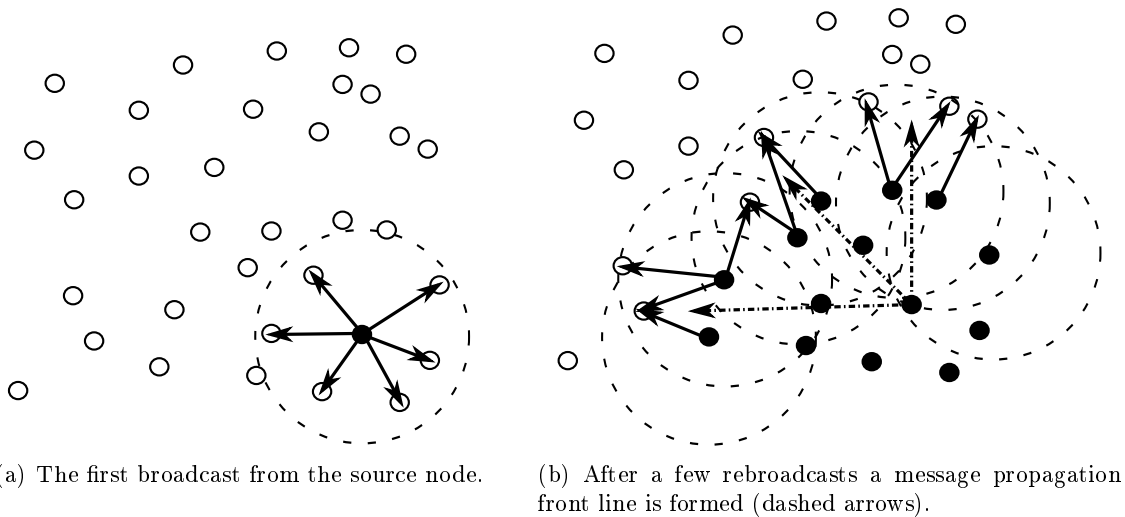 a) The first broadcast from the source node.
(b) After a few rebroadcasts a message propagation
front line is formed (dashed arrows).